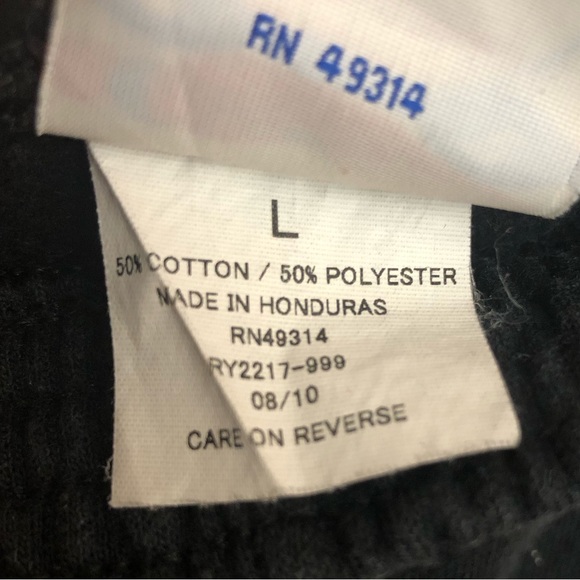 RN 49314
L
50% COTTON / 50% POLYESTER
MADE IN HONDURAS
RN49314
RY2217-999
08/10
CARE ON REVERSE